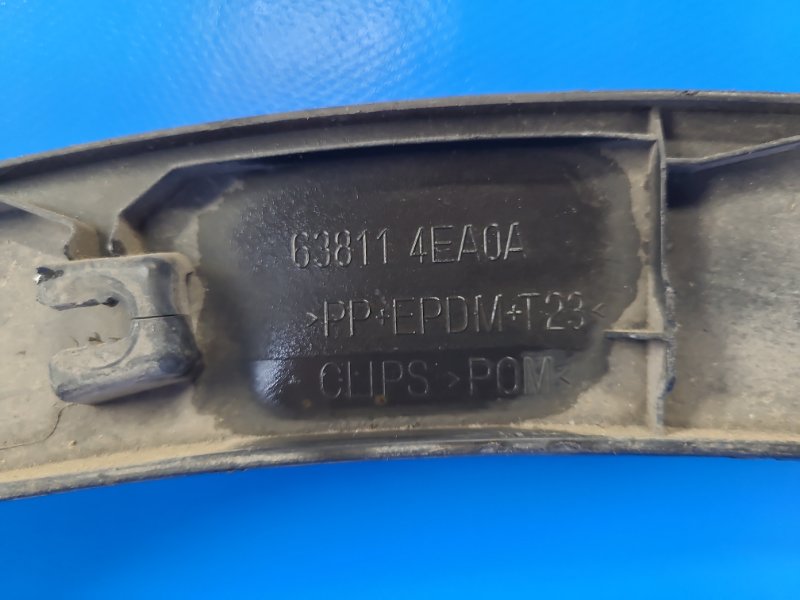 63811 4EA0A
>PP+EPDM+T23<
CLIPS >POM<